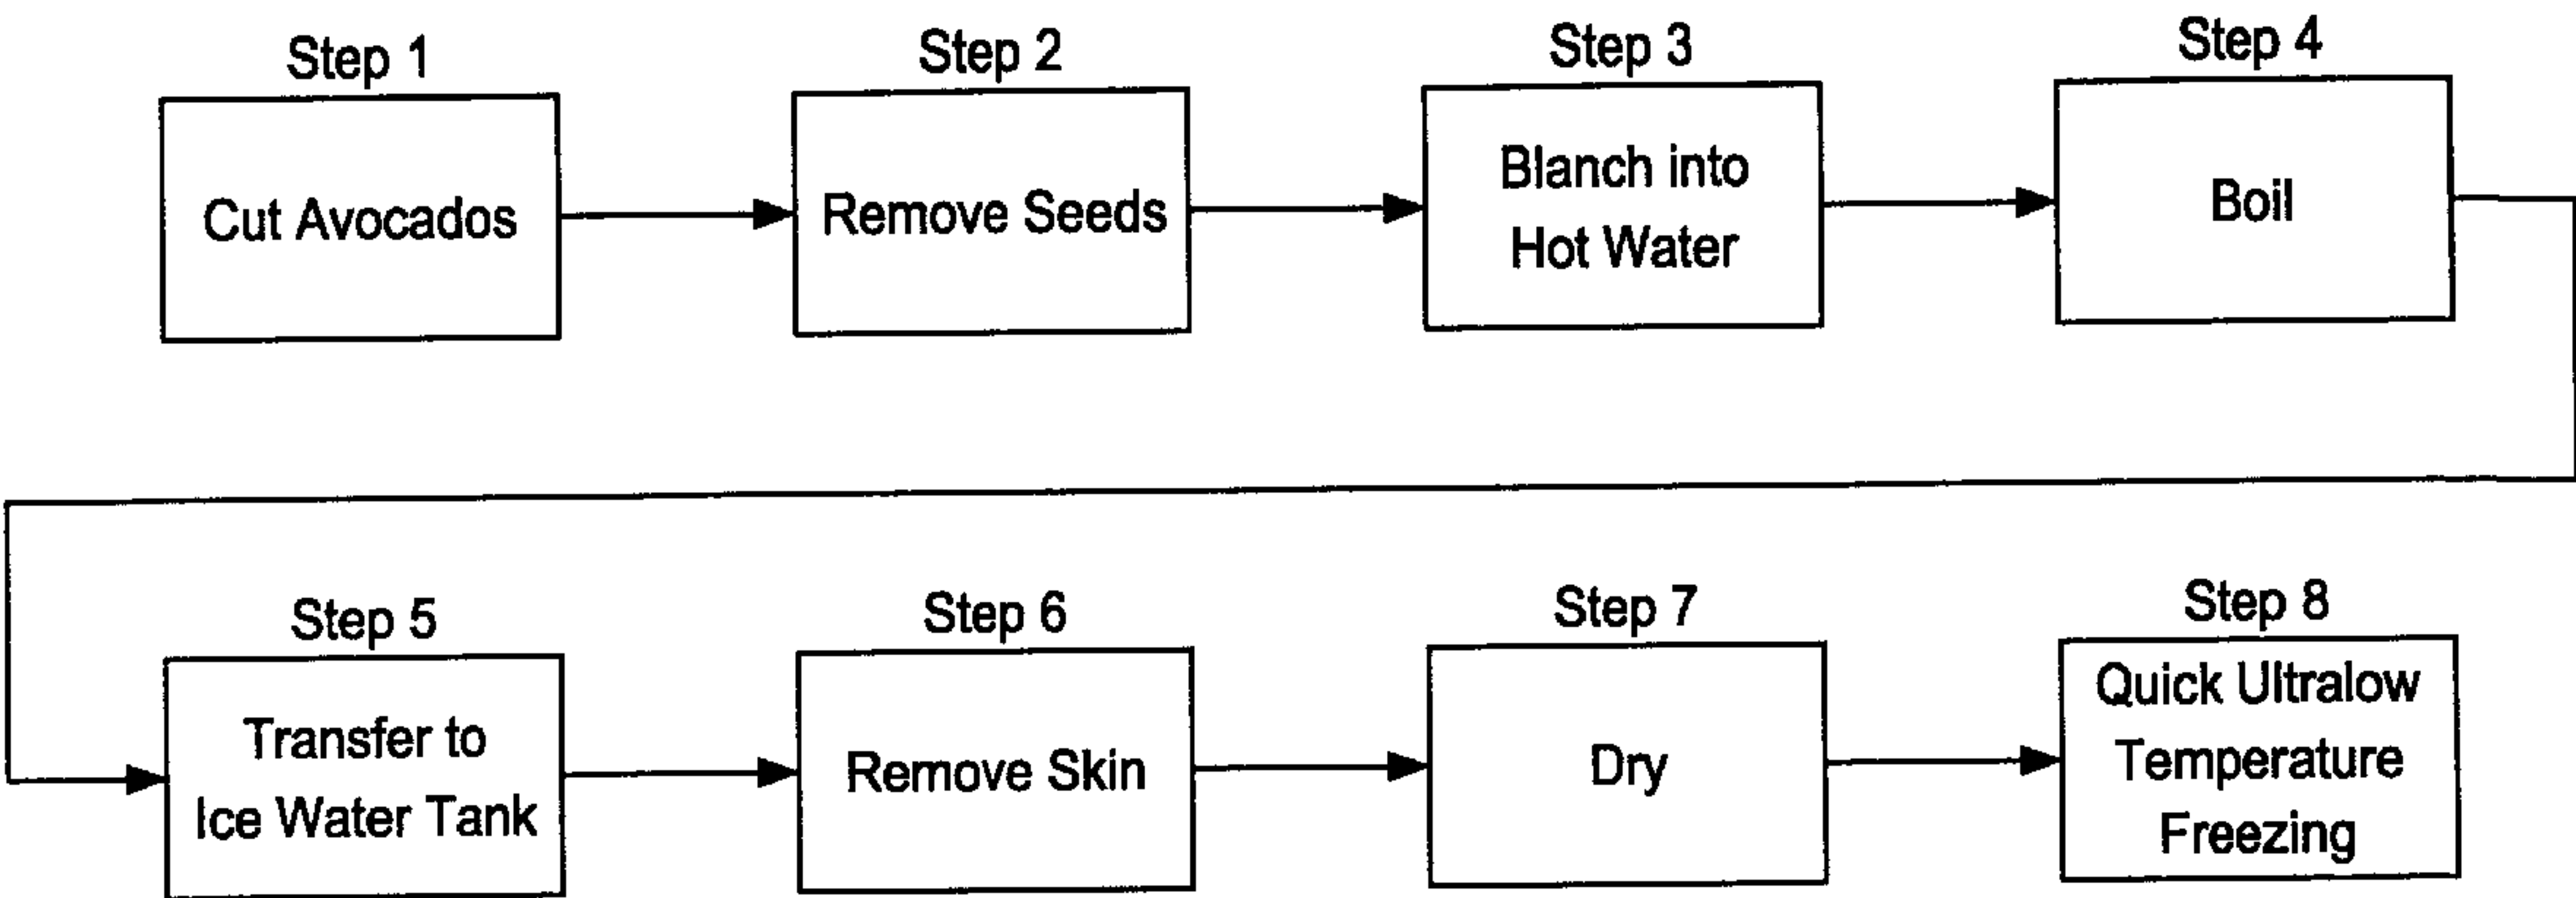 Step 1
Cut Avocados
Step 2
Remove Seeds
Step 3
Blanch into
Hot Water
Step 4
Boil
Step 5
Transfer to
Ice Water Tank
Step 6
Remove Skin
Step 7
Dry
Step 8
Quick Ultralow
Temperature
Freezing